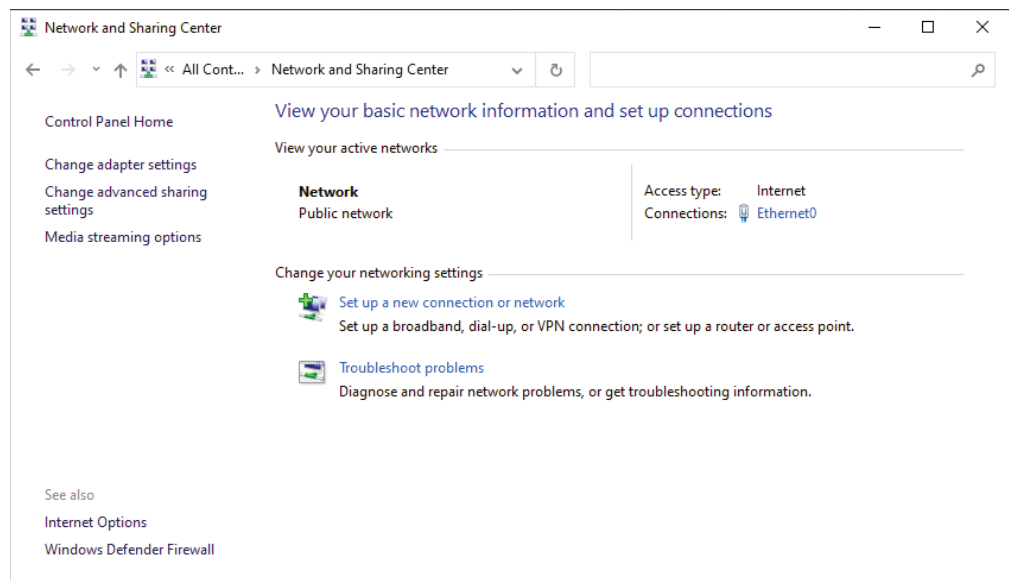 Network and Sharing Center
« All Cont... › Network and Sharing Center
Control Panel Home
Change adapter settings
Change advanced sharing
settings
Media streaming options
View your basic network information and set up connections
View your active networks
Network
Public network
Access type: Internet
Connections: Ethernet0
Change your networking settings
Set up a new connection or network
Set up a broadband, dial-up, or VPN connection; or set up a router or access point.
Troubleshoot problems
Diagnose and repair network problems, or get troubleshooting information.
See also
Internet Options
Windows Defender Firewall